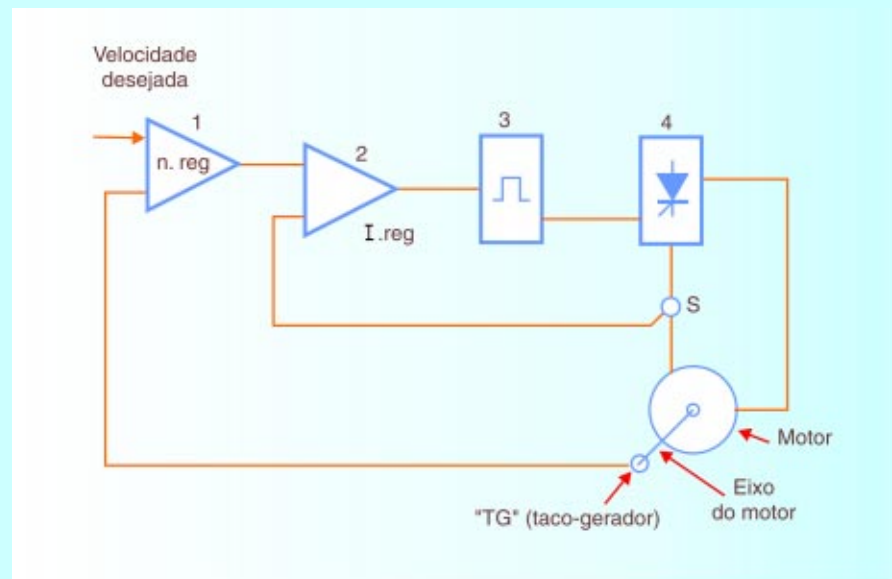 Velocidade
desejada
1
n. reg
2
I.reg
3
4
S
Motor
Eixo
do motor
"TG" (taco-gerador)